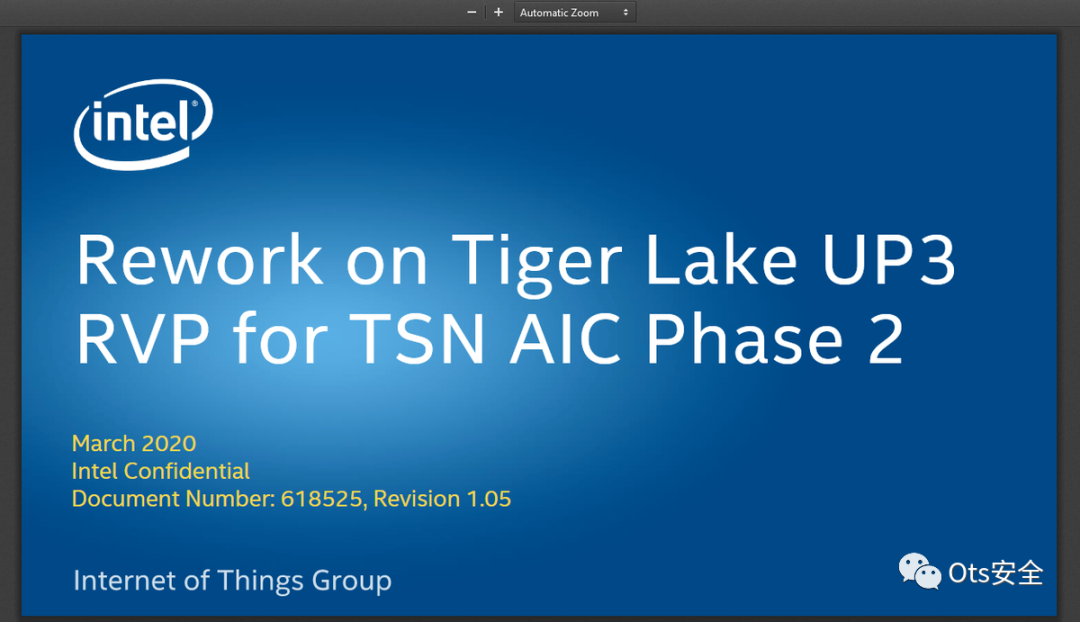 Automatic Zoom
intel®
Rework on Tiger Lake UP3
RVP for TSN AIC Phase 2
March 2020
Intel Confidential
Document Number: 618525, Revision 1.05
Internet of Things Group
Ots安全